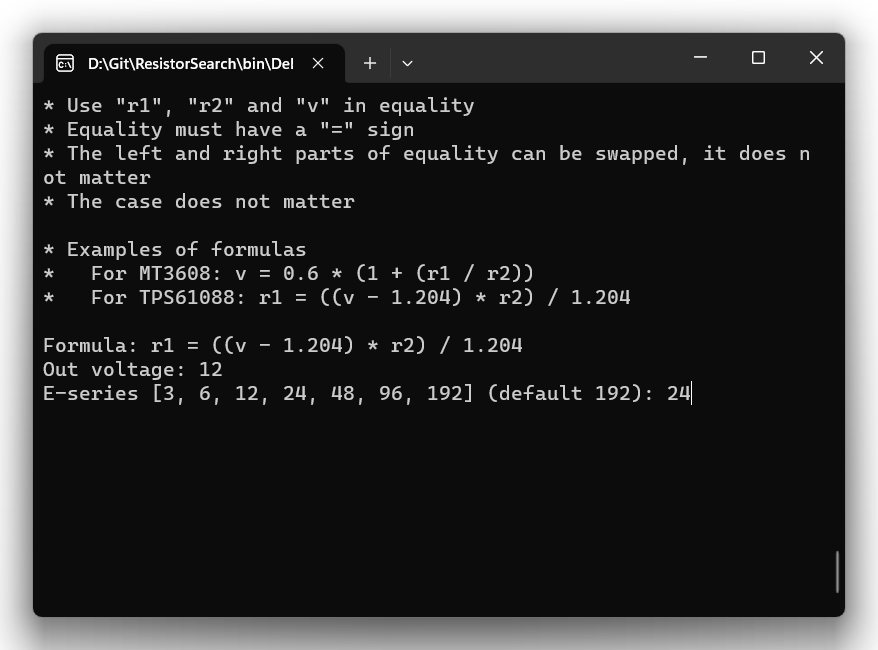 D:\Git\ResistorSearch\bin\Del
* Use "r1", "r2" and "v" in equality
* Equality must have a "=" sign
* The left and right parts of equality can be swapped, it does n
ot matter
* The case does not matter
* Examples of formulas
*   For MT3608: v = 0.6 * (1 + (r1 / r2))
*   For TPS61088: r1 = ((v - 1.204) * r2) / 1.204
Formula: r1 = ((v - 1.204) * r2) / 1.204
Out voltage: 12
E-series [3, 6, 12, 24, 48, 96, 192] (default 192): 24